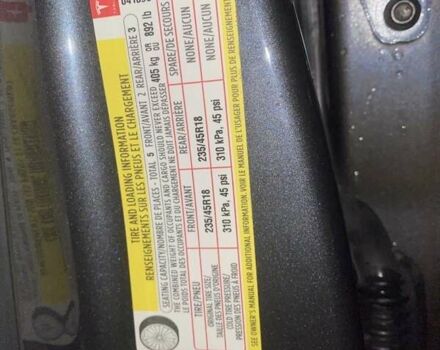 TIRE AND LOADING INFORMATION
RENSEIGNEMENTS SUR LES PNEUS ET LE CHARGEMENT
SEATING CAPACITY/NOMBRE DE PLACES - TOTAL 5 FRONT/AVANT 2 REAR/ARRIÈRE 3
THE COMBINED WEIGHT OF OCCUPANTS AND CARGO SHOULD NEVER EXCEED 405 kg OR 892 lb
LE POIDS TOTAL DES OCCUPANTS ET DU CHARGEMENT NE DOIT JAMAIS DÉPASSER 405 kg OU 892 lb
TIRE/PNEU FRONT/AVANT REAR/ARRIÈRE SPARE/DE SECOURS
ORIGINAL TIRE SIZE/ 235/45R18 235/45R18 NONE/AUCUN
TAILLE DES PNEUS D'ORIGINE
COLD TIRE PRESSURE/ 310 kPa, 45 psi 310 kPa, 45 psi NONE/AUCUN
PRESSION DES PNEUS À FROID
SEE OWNER'S MANUAL FOR ADDITIONAL INFORMATION. VOIR LE MANUEL DE L'USAGER POUR PLUS DE RENSEIGNEMENTS